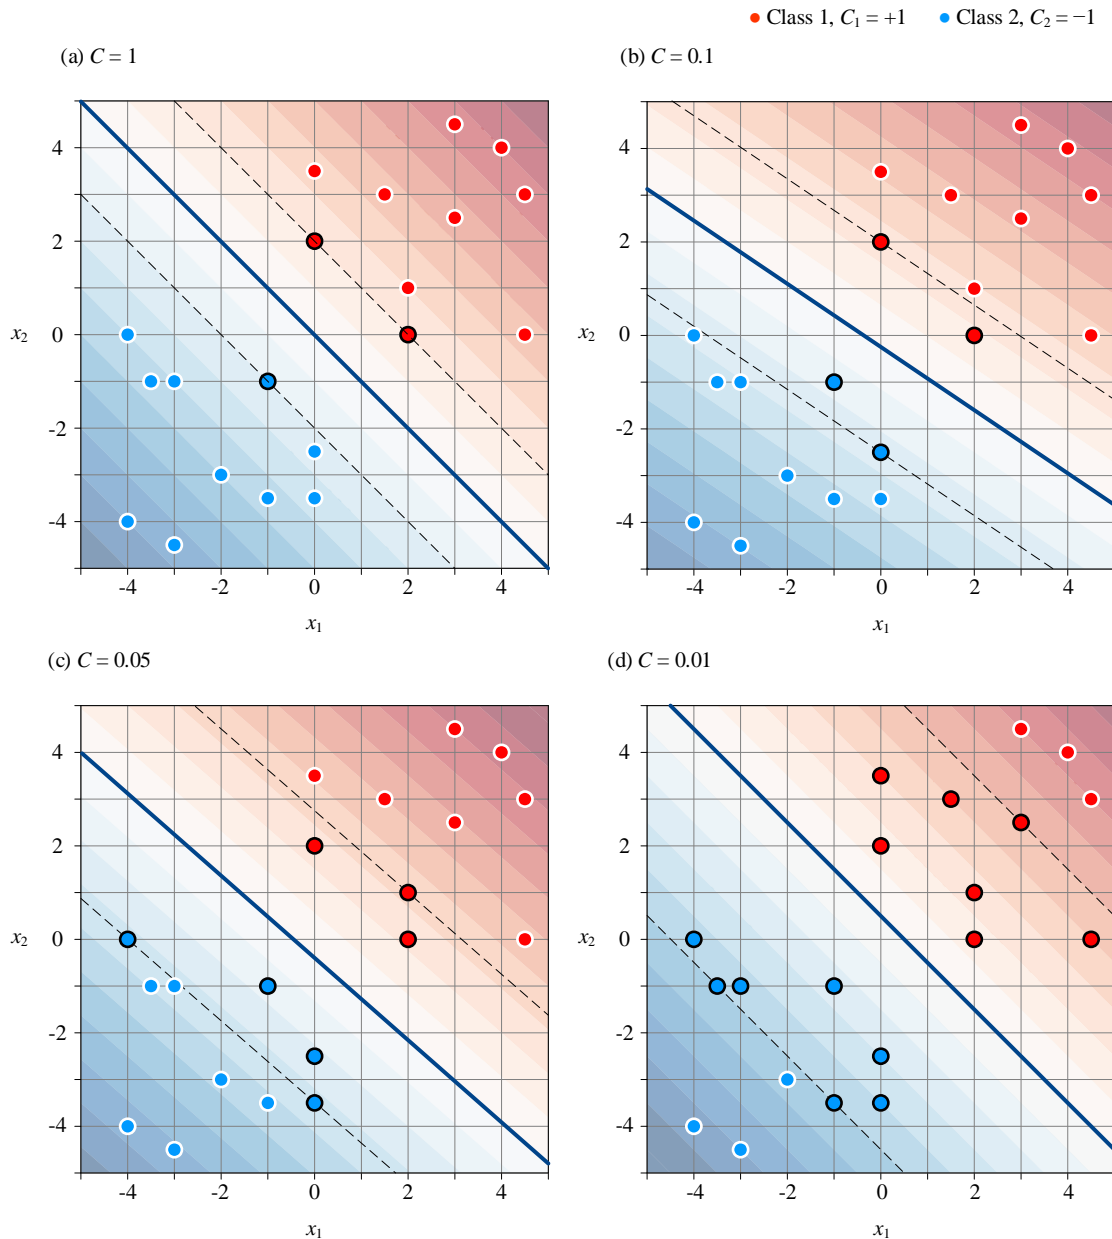 Class 1, C1 = +1 Class 2, C2 = −1
(a) C = 1 (b) C = 0.1
4 4
2 2
x2 0 x2 0
-2 -2
-4 -4
-4 -2 0 2 4 -4 -2 0 2 4
x1 x1
(c) C = 0.05 (d) C = 0.01
4 4
2 2
x2 0 x2 0
-2 -2
-4 -4
-4 -2 0 2 4 -4 -2 0 2 4
x1 x1